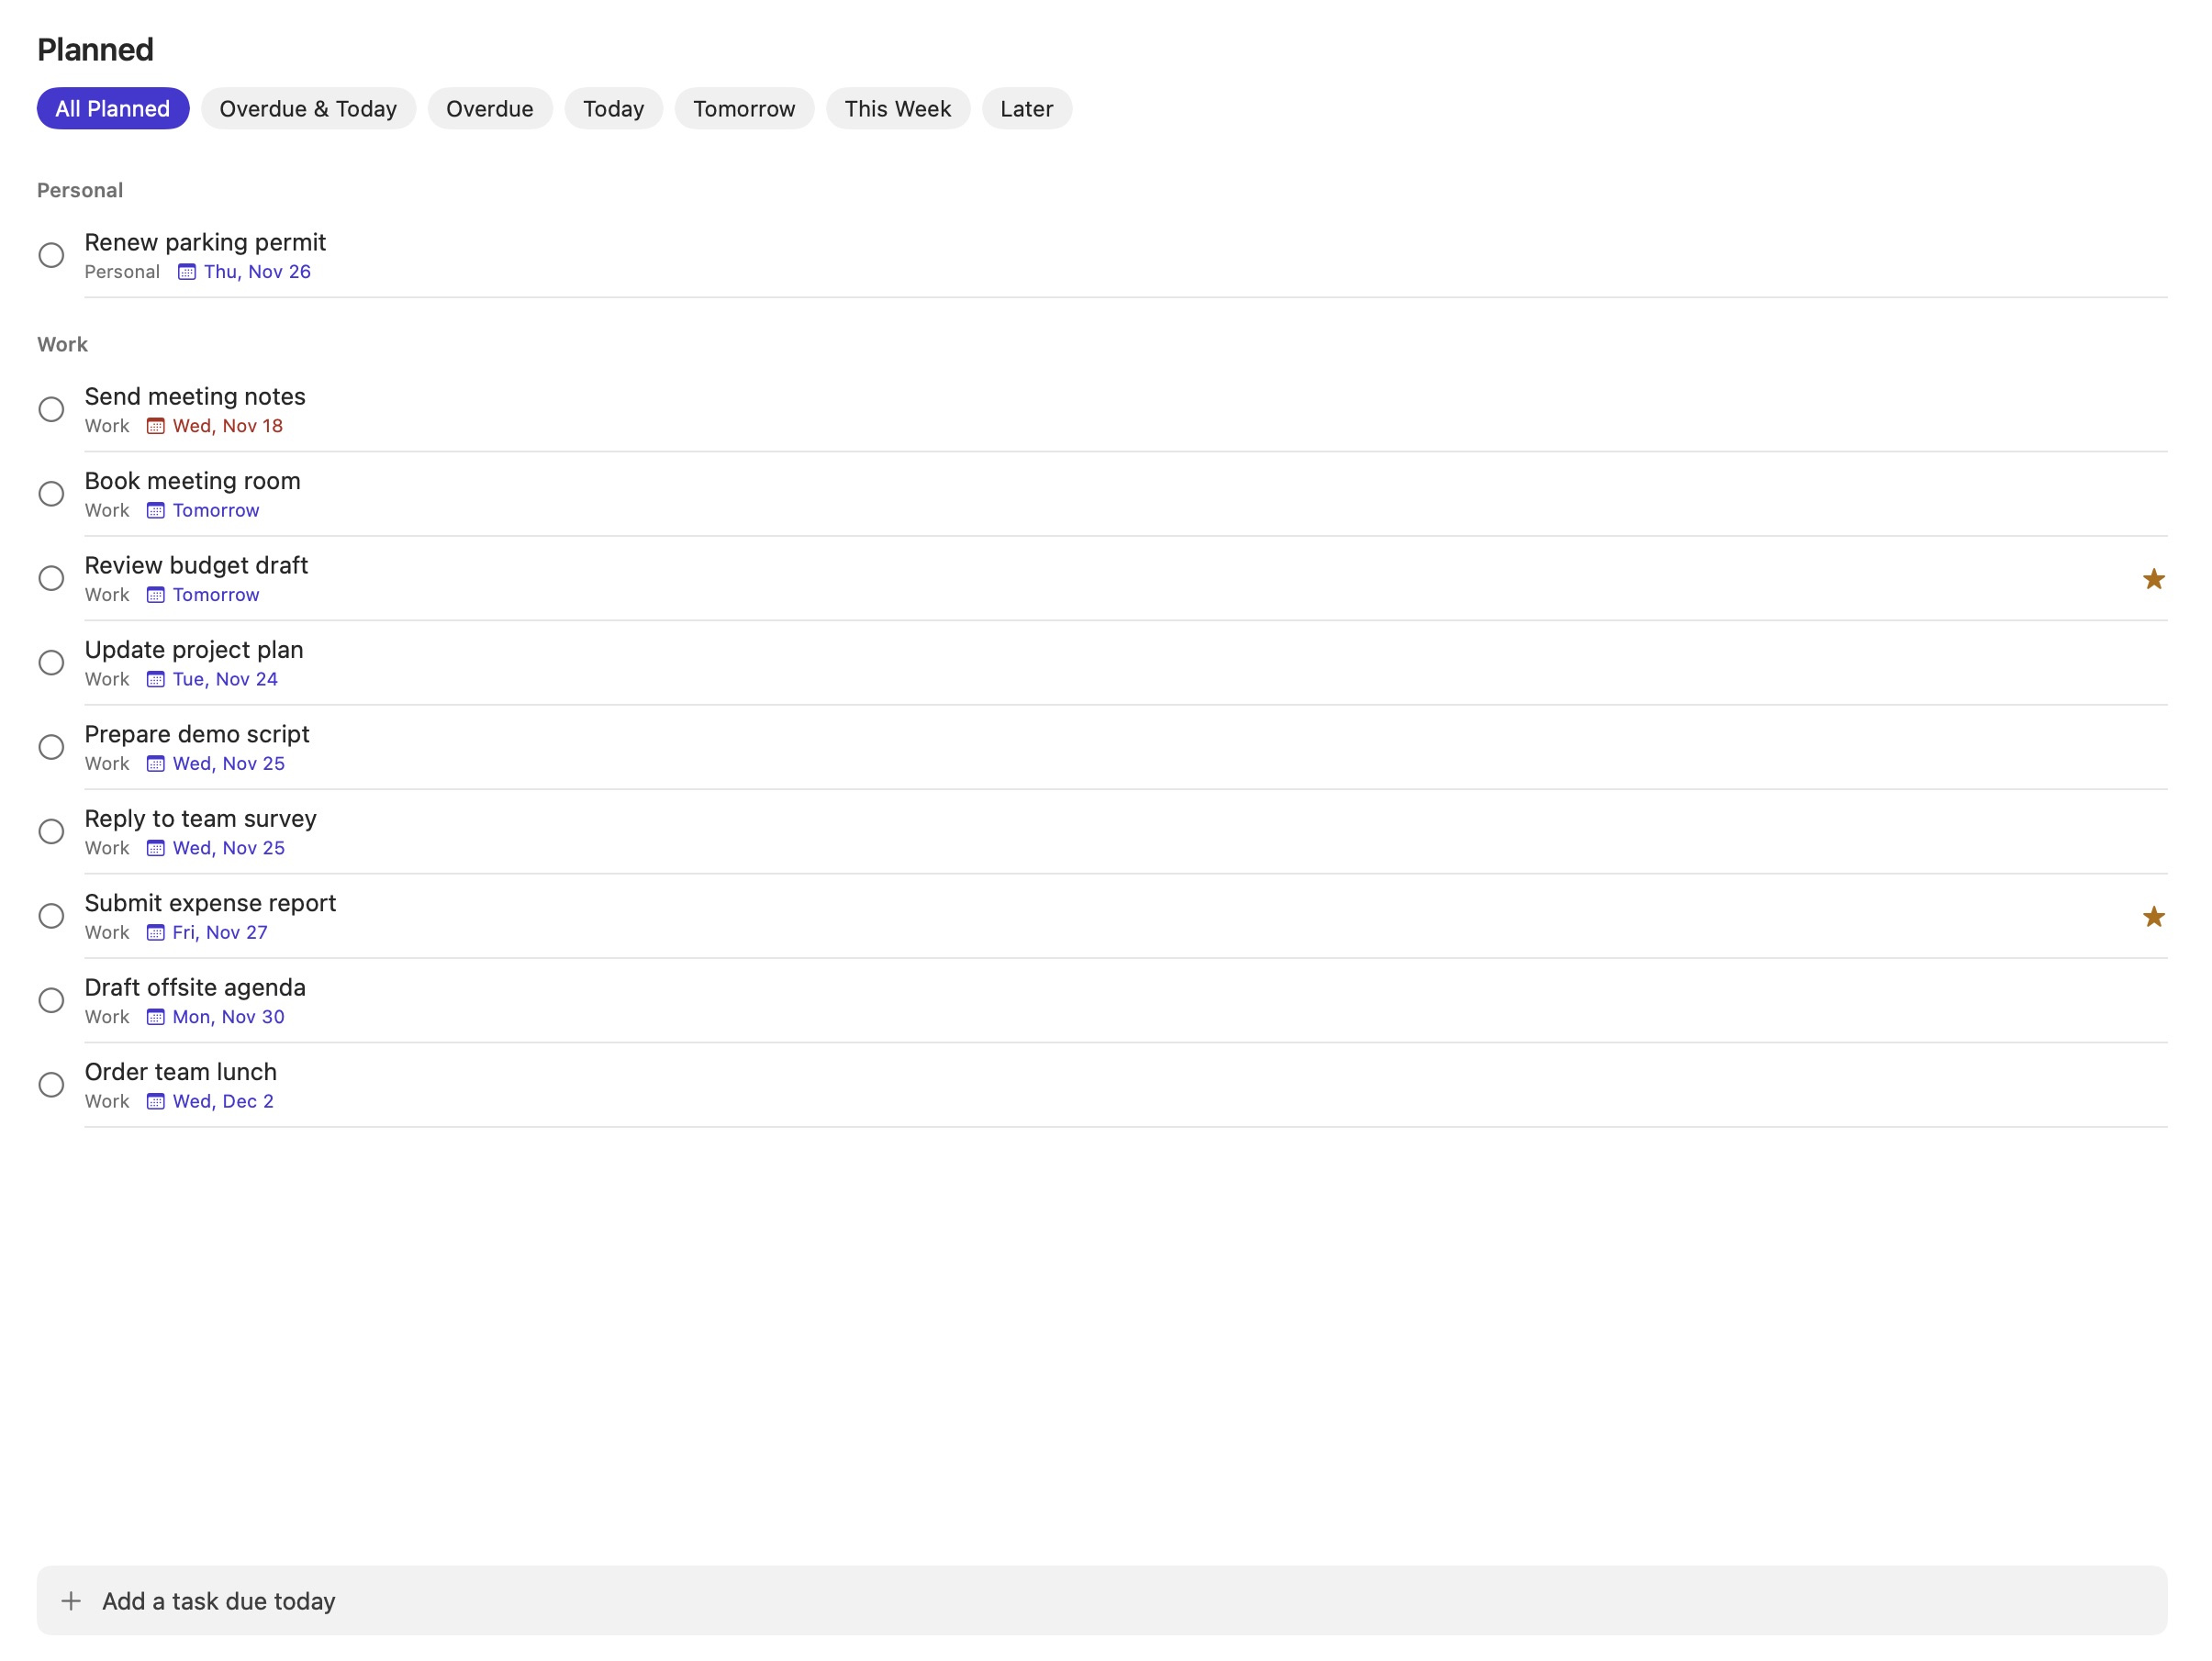 Planned
All Planned Overdue & Today Overdue Today Tomorrow This Week Later
Personal
Renew parking permit
Personal Thu, Nov 26
Work
Send meeting notes
Work Wed, Nov 18
Book meeting room
Work Tomorrow
Review budget draft
Work Tomorrow
Update project plan
Work Tue, Nov 24
Prepare demo script
Work Wed, Nov 25
Reply to team survey
Work Wed, Nov 25
Submit expense report
Work Fri, Nov 27
Draft offsite agenda
Work Mon, Nov 30
Order team lunch
Work Wed, Dec 2
Add a task due today